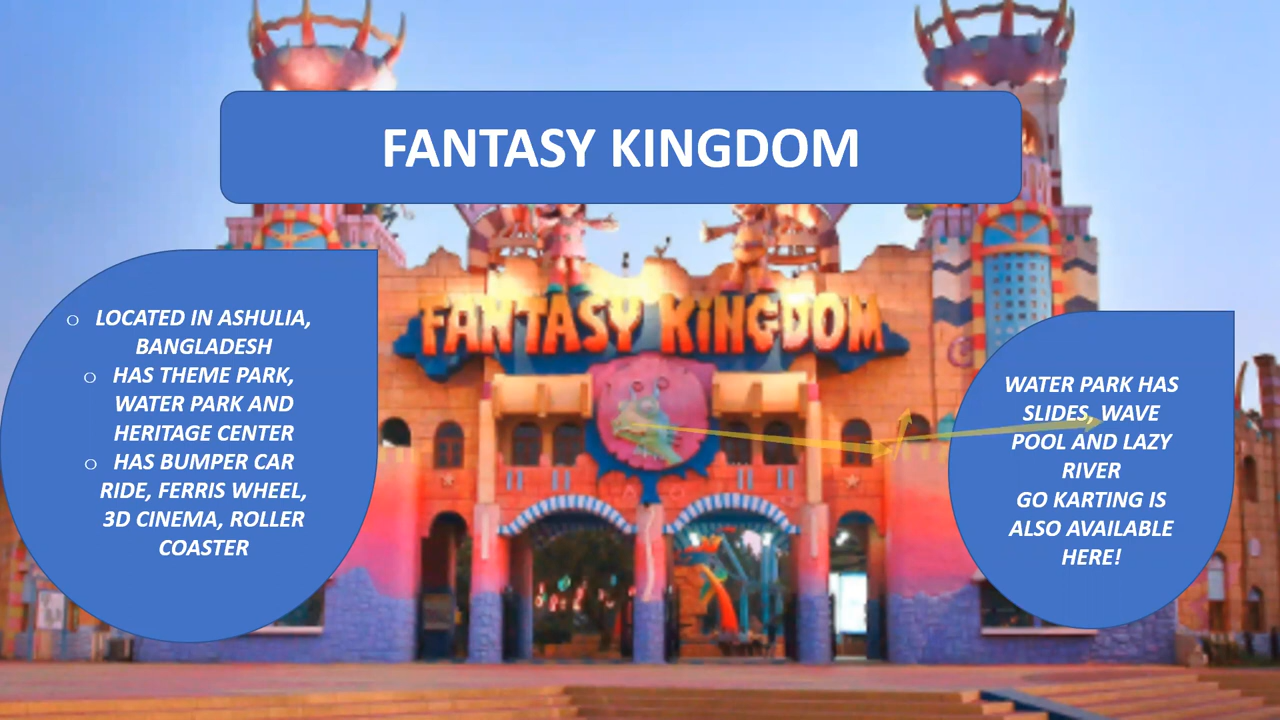 FANTASY KINGDOM
FANTASY KINGDOM
○ LOCATED IN ASHULIA,
BANGLADESH
○ HAS THEME PARK,
WATER PARK AND
HERITAGE CENTER
○ HAS BUMPER CAR
RIDE, FERRIS WHEEL,
3D CINEMA, ROLLER
COASTER
WATER PARK HAS
SLIDES, WAVE
POOL AND LAZY
RIVER
GO KARTING IS
ALSO AVAILABLE
HERE!